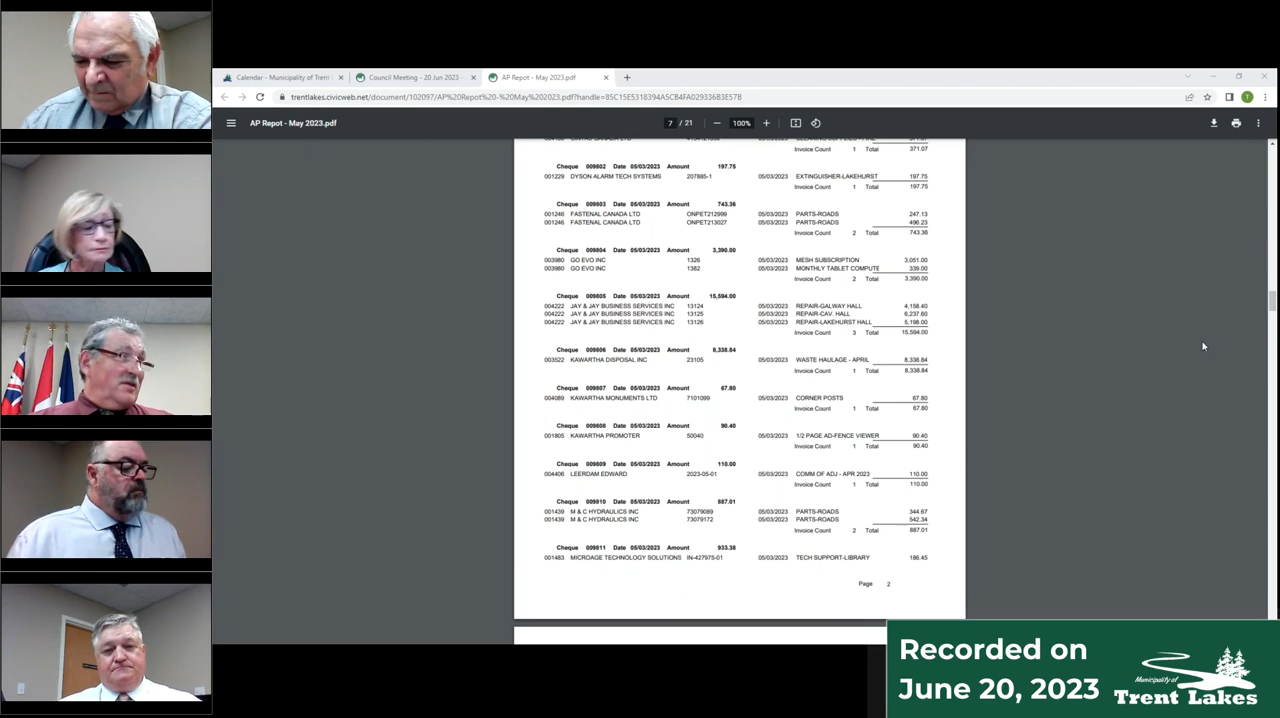 Calendar - Municipality of Trent
Council Meeting - 20 Jun 2023
AP Repot - May 2023.pdf
trentlakes.civicweb.net/document/102097/AP%20Repot%20-%20May%202023.pdf?handle=85C15E5318394A5CB4FA029336B3E578
AP Repot - May 2023.pdf
7 / 21
100%
Invoice Count 1 Total 371.07
Cheque 009802 Date 05/03/2023 Amount 197.75
001229 DYSON ALARM TECH SYSTEMS 207885-1 05/03/2023 EXTINGUISHER-LAKEHURST 197.75
Invoice Count 1 Total 197.75
Cheque 009803 Date 05/03/2023 Amount 743.36
001246 FASTENAL CANADA LTD ONPET212999 05/03/2023 PARTS-ROADS 247.13
001246 FASTENAL CANADA LTD ONPET213027 05/03/2023 PARTS-ROADS 496.23
Invoice Count 2 Total 743.36
Cheque 009804 Date 05/03/2023 Amount 3,390.00
003980 GO EVO INC 1326 05/03/2023 MESH SUBSCRIPTION 3,051.00
003980 GO EVO INC 1382 05/03/2023 MONTHLY TABLET COMPUTE 339.00
Invoice Count 2 Total 3,390.00
Cheque 009805 Date 05/03/2023 Amount 15,594.00
004222 JAY & JAY BUSINESS SERVICES INC 13124 05/03/2023 REPAIR-GALWAY HALL 4,158.40
004222 JAY & JAY BUSINESS SERVICES INC 13125 05/03/2023 REPAIR-CAV. HALL 6,237.60
004222 JAY & JAY BUSINESS SERVICES INC 13126 05/03/2023 REPAIR-LAKEHURST HALL 5,198.00
Invoice Count 3 Total 15,594.00
Cheque 009806 Date 05/03/2023 Amount 8,338.84
003522 KAWARTHA DISPOSAL INC 23105 05/03/2023 WASTE HAULAGE - APRIL 8,338.84
Invoice Count 1 Total 8,338.84
Cheque 009807 Date 05/03/2023 Amount 67.80
004089 KAWARTHA MONUMENTS LTD 7101099 05/03/2023 CORNER POSTS 67.80
Invoice Count 1 Total 67.80
Cheque 009808 Date 05/03/2023 Amount 90.40
001805 KAWARTHA PROMOTER 50040 05/03/2023 1/2 PAGE AD-FENCE VIEWER 90.40
Invoice Count 1 Total 90.40
Cheque 009809 Date 05/03/2023 Amount 110.00
004406 LEERDAM EDWARD 2023-05-01 05/03/2023 COMM OF ADJ - APR 2023 110.00
Invoice Count 1 Total 110.00
Cheque 009810 Date 05/03/2023 Amount 887.01
001439 M & C HYDRAULICS INC 73079089 05/03/2023 PARTS-ROADS 344.67
001439 M & C HYDRAULICS INC 73079172 05/03/2023 PARTS-ROADS 542.34
Invoice Count 2 Total 887.01
Cheque 009811 Date 05/03/2023 Amount 933.38
001483 MICROAGE TECHNOLOGY SOLUTIONS IN-427975-01 05/03/2023 TECH SUPPORT-LIBRARY 186.45
Page 2
Recorded on
June 20, 2023
Municipality of
Trent Lakes